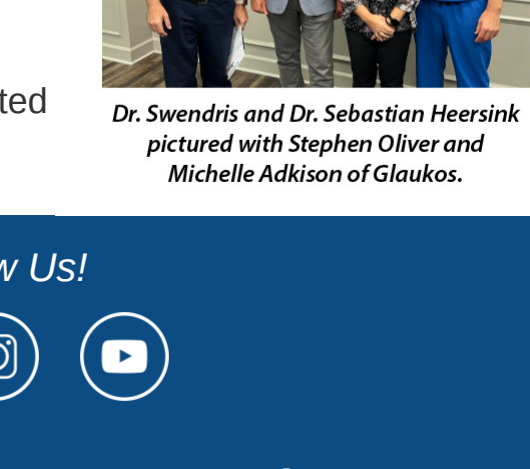 ted
Dr. Swendris and Dr. Sebastian Heersink
pictured with Stephen Oliver and
Michelle Adkison of Glaukos.
w Us!